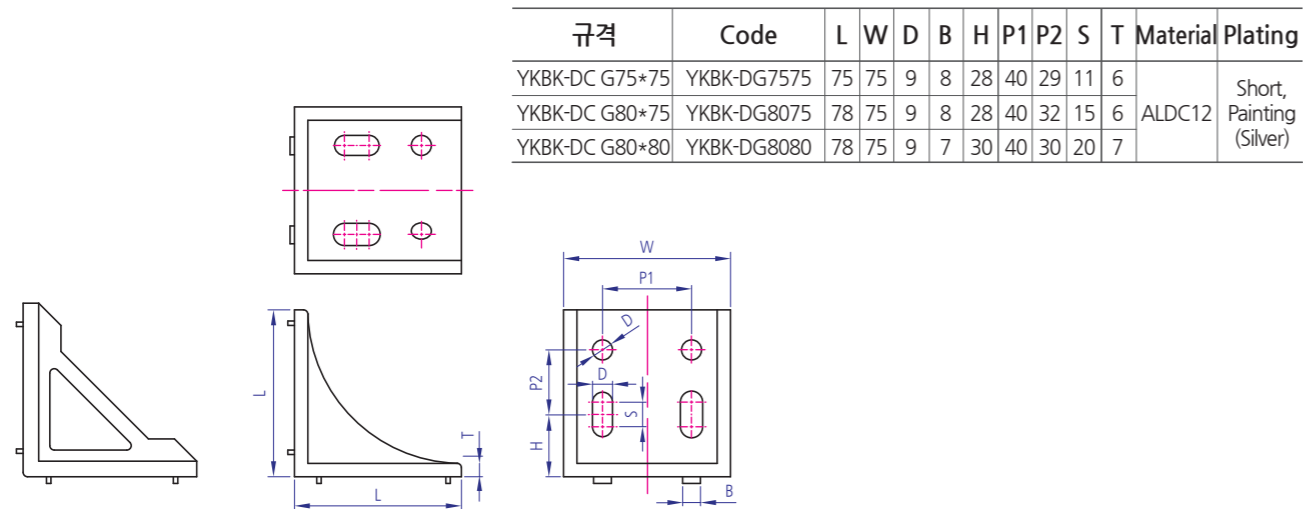 규격 Code L W D B H P1 P2 S T Material Plating
YKBK-DC G75*75 YKBK-DG7575 75 75 9 8 28 40 29 11 6
YKBK-DC G80*75 YKBK-DG8075 78 75 9 8 28 40 32 15 6
YKBK-DC G80*80 YKBK-DG8080 78 75 9 7 30 40 30 20 7
ALDC12
Short,
Painting
(Silver)
W
P1
D
D
P2
S
H
B
L
T
L